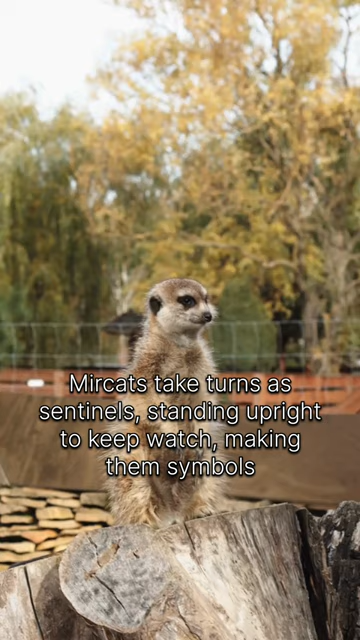 Mircats take turns as
sentinels, standing upright
to keep watch, making
them symbols